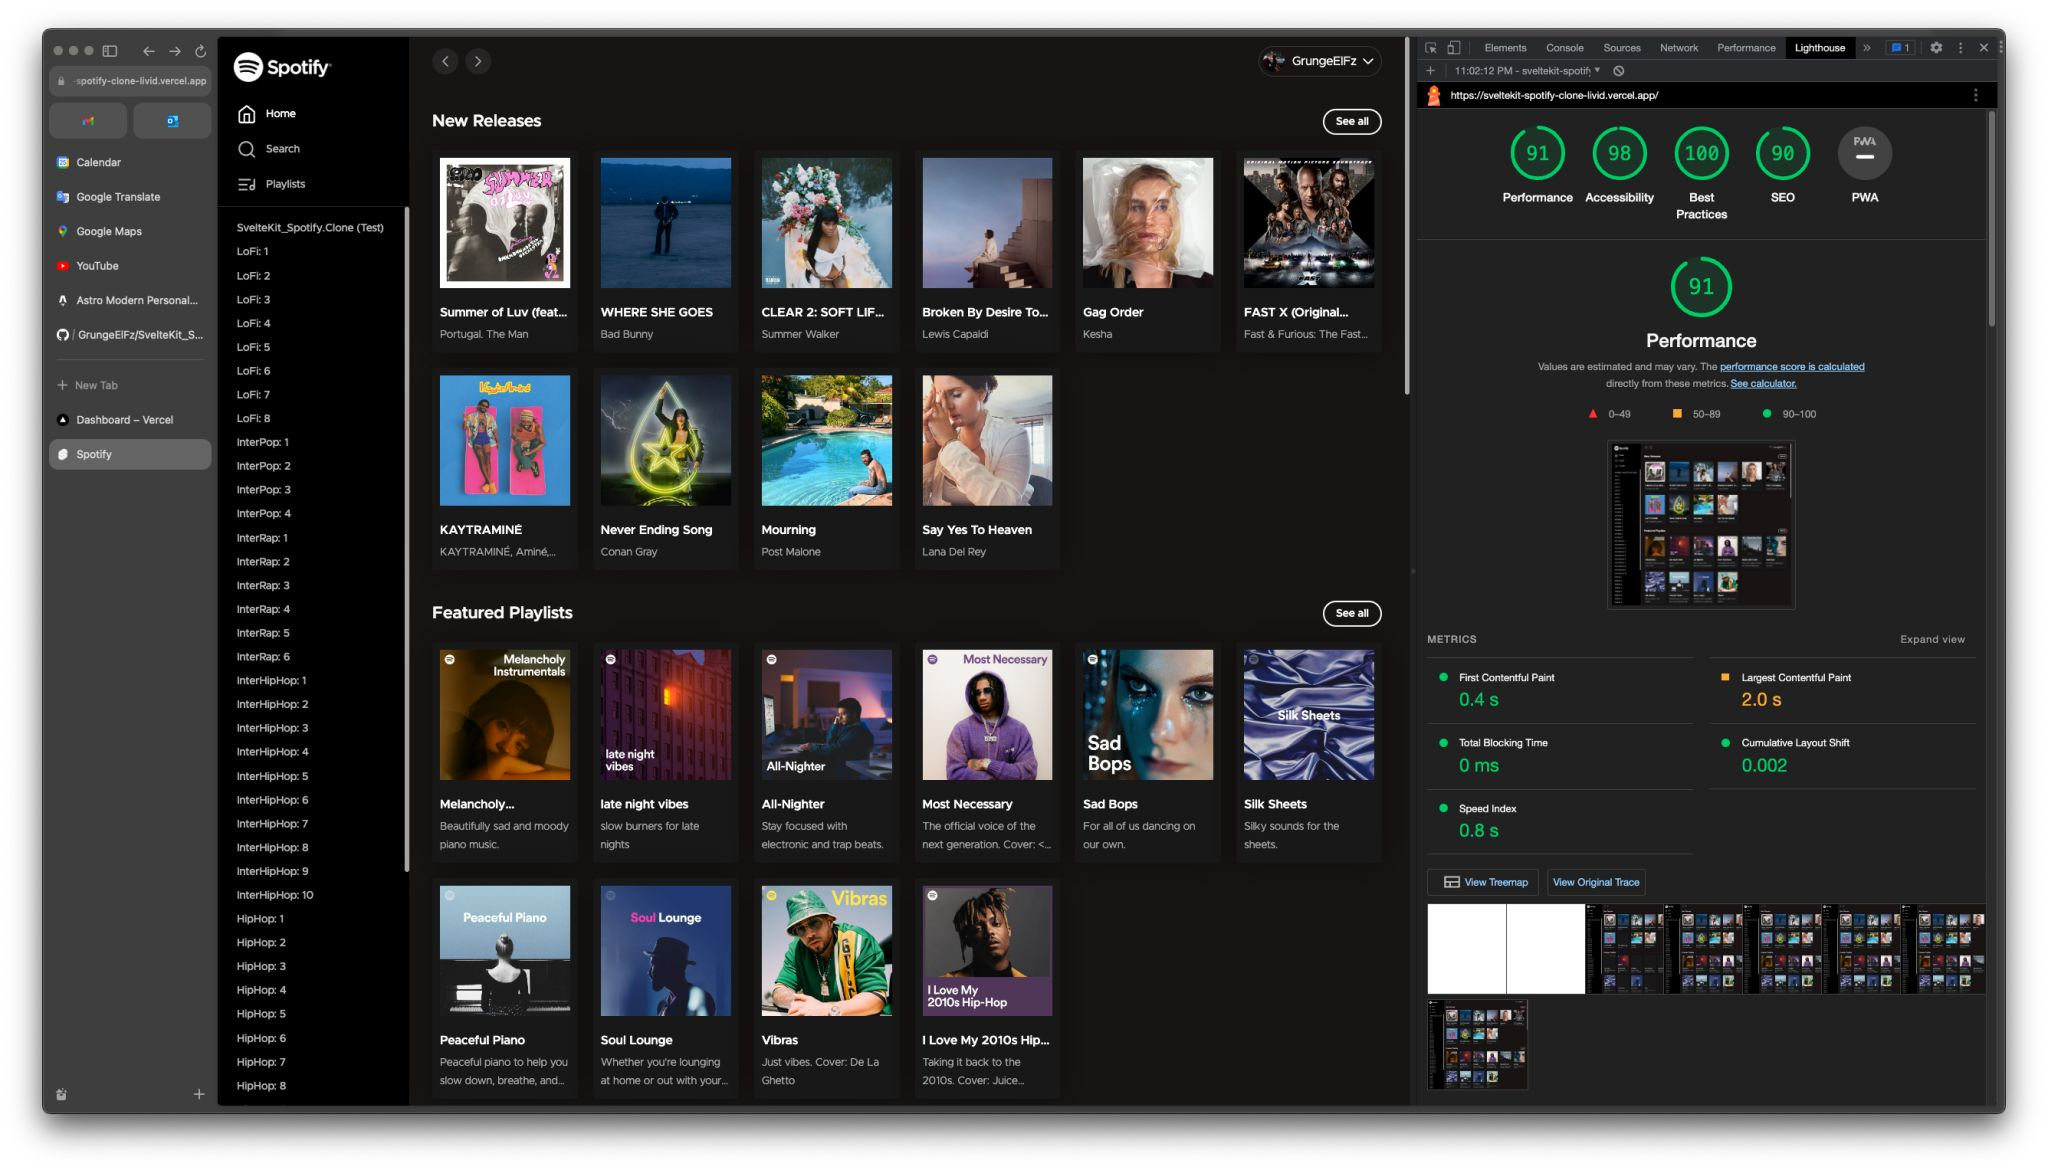 -spotify-clone-livid.vercel.app
Calendar
Google Translate
Google Maps
YouTube
Astro Modern Personal...
/ GrungeElFz/SvelteKit_S...
New Tab
Dashboard – Vercel
Spotify
Spotify
Home
Search
Playlists
SvelteKit_Spotify.Clone (Test)
LoFi: 1
LoFi: 2
LoFi: 3
LoFi: 4
LoFi: 5
LoFi: 6
LoFi: 7
LoFi: 8
InterPop: 1
InterPop: 2
InterPop: 3
InterPop: 4
InterRap: 1
InterRap: 2
InterRap: 3
InterRap: 4
InterRap: 5
InterRap: 6
InterHipHop: 1
InterHipHop: 2
InterHipHop: 3
InterHipHop: 4
InterHipHop: 5
InterHipHop: 6
InterHipHop: 7
InterHipHop: 8
InterHipHop: 9
InterHipHop: 10
HipHop: 1
HipHop: 2
HipHop: 3
HipHop: 4
HipHop: 5
HipHop: 6
HipHop: 7
HipHop: 8
GrungeElFz
New Releases
See all
Summer of Luv (feat...
Portugal. The Man
WHERE SHE GOES
Bad Bunny
CLEAR 2: SOFT LIF...
Summer Walker
Broken By Desire To...
Lewis Capaldi
Gag Order
Kesha
FAST X (Original...
Fast & Furious: The Fast...
KAYTRAMINÉ
KAYTRAMINÉ, Aminé,...
Never Ending Song
Conan Gray
Mourning
Post Malone
Say Yes To Heaven
Lana Del Rey
Featured Playlists
See all
Melancholy
Instrumentals
Melancholy...
Beautifully sad and moody
piano music.
late night
vibes
late night vibes
slow burners for late
nights
All-Nighter
All-Nighter
Stay focused with
electronic and trap beats.
Most Necessary
Most Necessary
The official voice of the
next generation. Cover: <...
Sad
Bops
Sad Bops
For all of us dancing on
our own.
Silk Sheets
Silk Sheets
Silky sounds for the
sheets.
Peaceful Piano
Peaceful Piano
Peaceful piano to help you
slow down, breathe, and...
Soul Lounge
Soul Lounge
Whether you're lounging
at home or out with your...
Vibras
Vibras
Just vibes. Cover: De La
Ghetto
I Love My
2010s Hip-Hop
I Love My 2010s Hip...
Taking it back to the
2010s. Cover: Juice...
Elements Console Sources Network Performance Lighthouse » 1
11:02:12 PM - sveltekit-spotify
https://sveltekit-spotify-clone-livid.vercel.app/
91
Performance
98
Accessibility
100
Best
Practices
90
SEO
PWA
PWA
91
Performance
Values are estimated and may vary. The performance score is calculated
directly from these metrics. See calculator.
0–49
50–89
90–100
METRICS
Expand view
First Contentful Paint
0.4 s
Largest Contentful Paint
2.0 s
Total Blocking Time
0 ms
Cumulative Layout Shift
0.002
Speed Index
0.8 s
View Treemap
View Original Trace